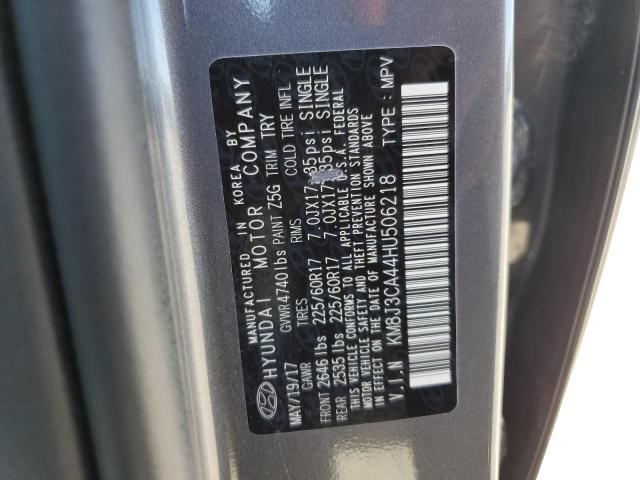 MANUFACTURED IN KOREA BY
HYUNDAI MOTOR COMPANY
MAY/19/17 GVWR 4740 lbs PAINT Z5G TRIM TRY
GAWR TIRES RIMS COLD TIRE INFL
FRONT 2646 lbs 225/60R17 7.0JX17 35psi SINGLE
REAR 2535 lbs 225/60R17 7.0JX17 35psi SINGLE
THIS VEHICLE CONFORMS TO ALL APPLICABLE U.S.A. FEDERAL
MOTOR VEHICLE SAFETY AND THEFT PREVENTION STANDARDS
IN EFFECT ON THE DATE OF MANUFACTURE SHOWN ABOVE
V.I.N KM8J3CA44HU506218 TYPE : MPV